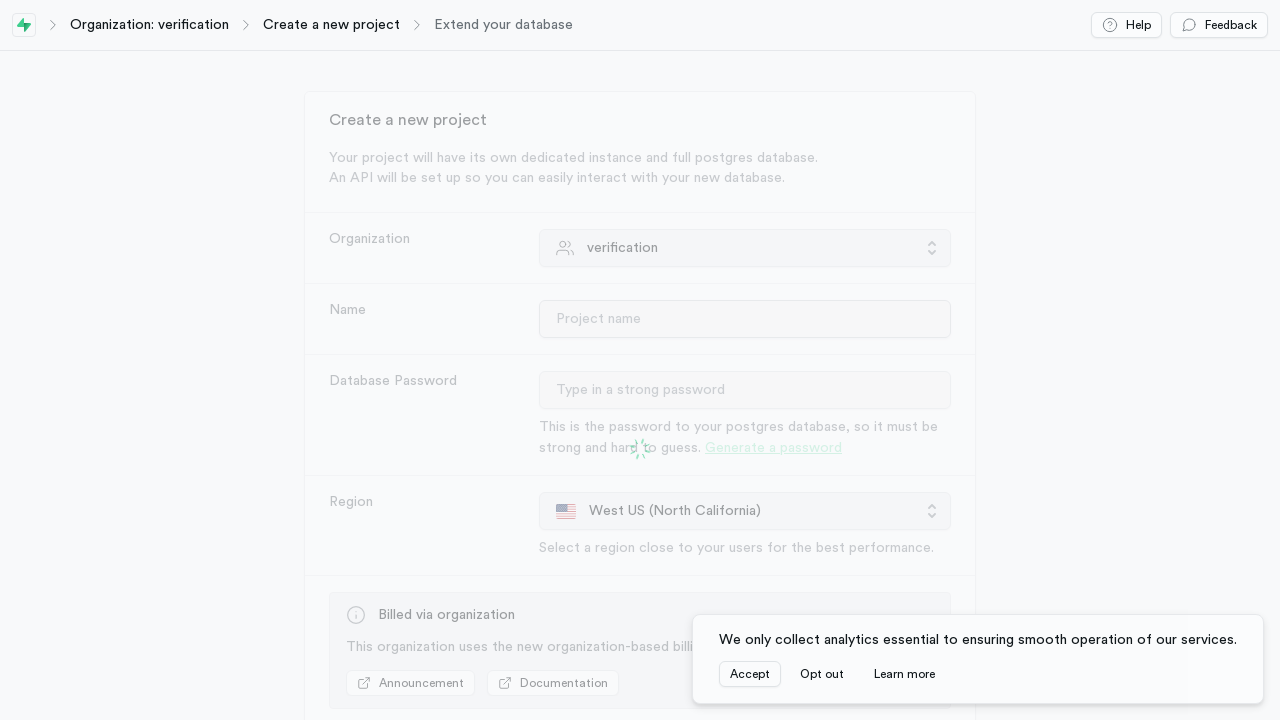 Organization: verification
Create a new project
Extend your database
Help
Feedback
Create a new project
Your project will have its own dedicated instance and full postgres database.
An API will be set up so you can easily interact with your new database.
Organization
verification
Name
Project name
Database Password
Type in a strong password
This is the password to your postgres database, so it must be
strong and hard to guess. Generate a password
Region
West US (North California)
Select a region close to your users for the best performance.
Billed via organization
This organization uses the new organization-based
Announcement
Documentation
We only collect analytics essential to ensuring smooth operation of our services.
Accept
Opt out
Learn more